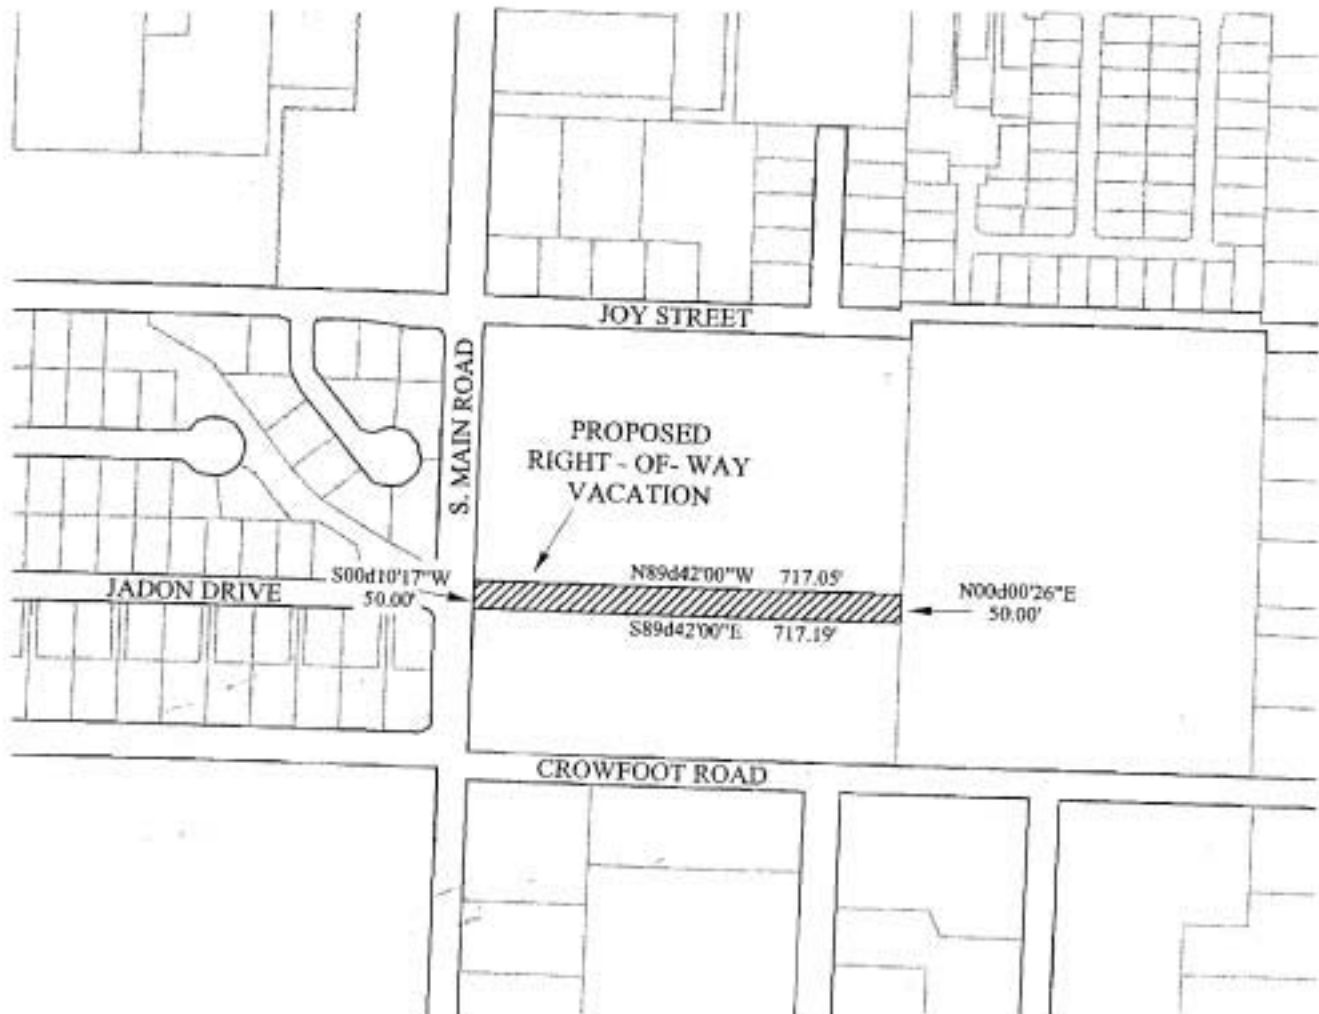 JOY STREET
S. MAIN ROAD
PROPOSED
RIGHT - OF- WAY
VACATION
S00d10'17"W
50.00'
N89d42'00"W 717.05'
N00d00'26"E
50.00'
JADON DRIVE
S89d42'00"E 717.19'
CROWFOOT ROAD